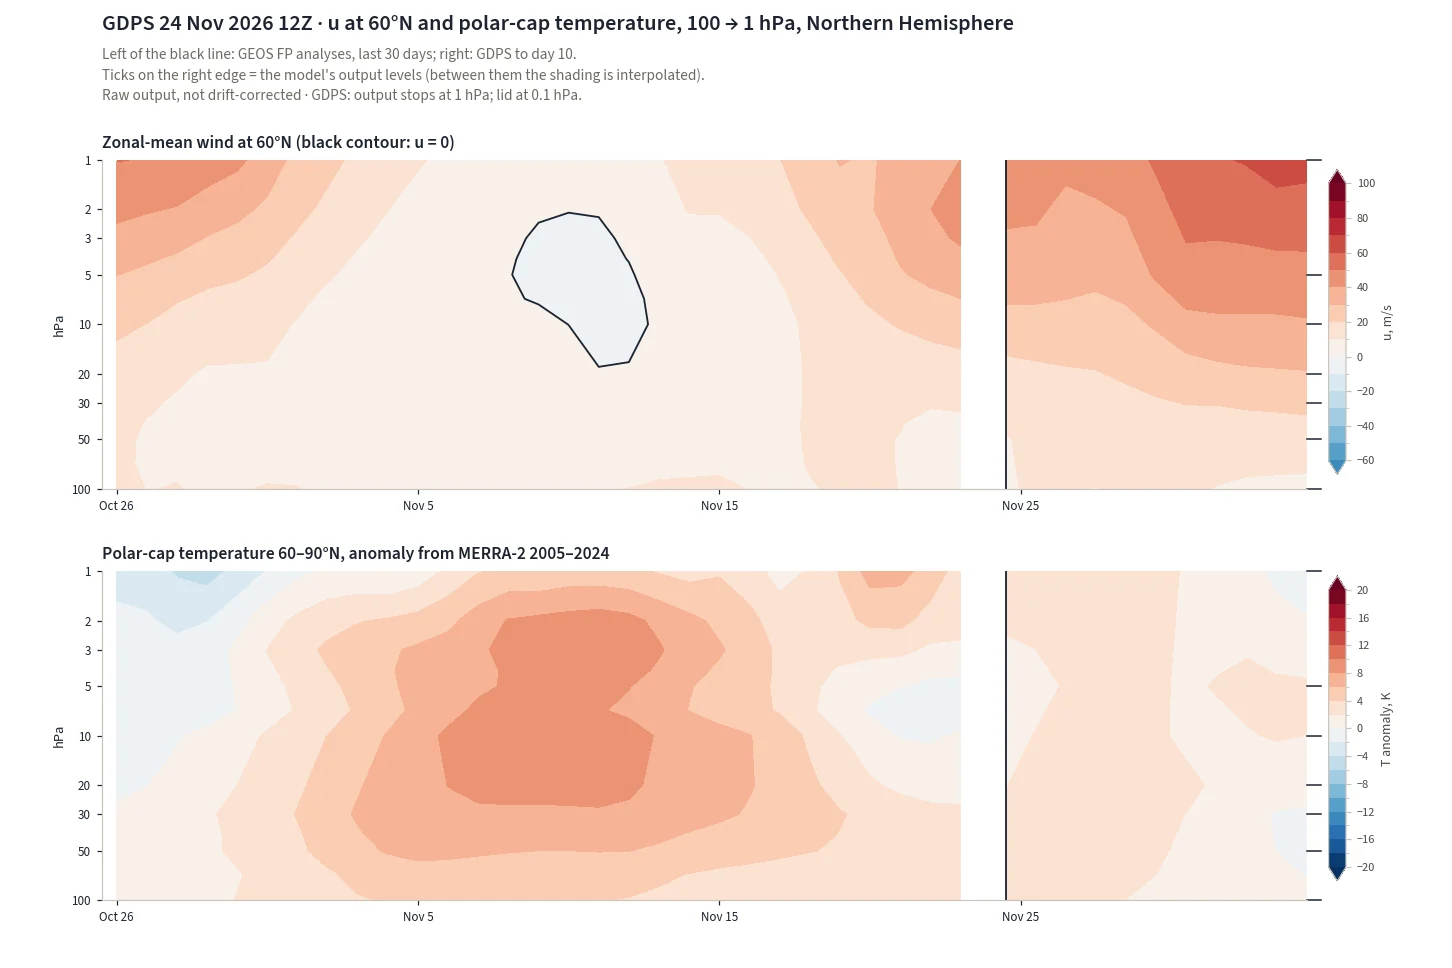 GDPS 24 Nov 2026 12Z · u at 60°N and polar-cap temperature, 100 → 1 hPa, Northern Hemisphere
Left of the black line: GEOS FP analyses, last 30 days; right: GDPS to day 10.
Ticks on the right edge = the model's output levels (between them the shading is interpolated).
Raw output, not drift-corrected · GDPS: output stops at 1 hPa; lid at 0.1 hPa.
Zonal-mean wind at 60°N (black contour: u = 0)
1
2
3
5
10
20
30
50
100
hPa
Oct 26
Nov 5
Nov 15
Nov 25
100
80
60
40
20
0
−20
−40
−60
u, m/s
Polar-cap temperature 60–90°N, anomaly from MERRA-2 2005–2024
1
2
3
5
10
20
30
50
100
hPa
Oct 26
Nov 5
Nov 15
Nov 25
20
16
12
8
4
0
−4
−8
−12
−16
−20
T anomaly, K